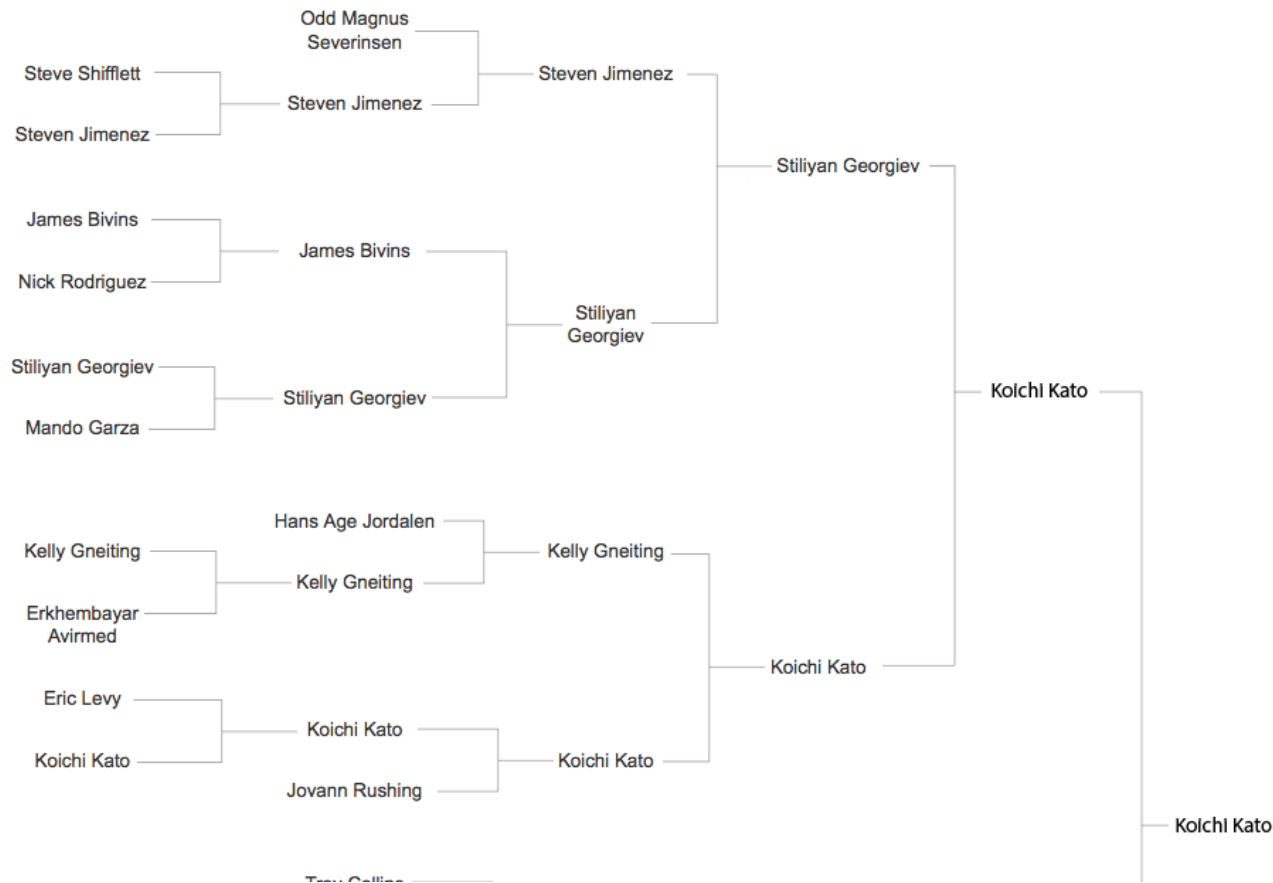 Odd Magnus
Severinsen
Steve Shifflett
Steven Jimenez
Steven Jimenez
Steven Jimenez
Stiliyan Georgiev
James Bivins
James Bivins
Nick Rodriguez
Stiliyan
Georgiev
Stiliyan Georgiev
Stiliyan Georgiev
Mando Garza
Koichi Kato
Hans Age Jordalen
Kelly Gneiting
Kelly Gneiting
Kelly Gneiting
Erkhembayar
Avirmed
Koichi Kato
Eric Levy
Koichi Kato
Koichi Kato
Koichi Kato
Jovann Rushing
Koichi Kato